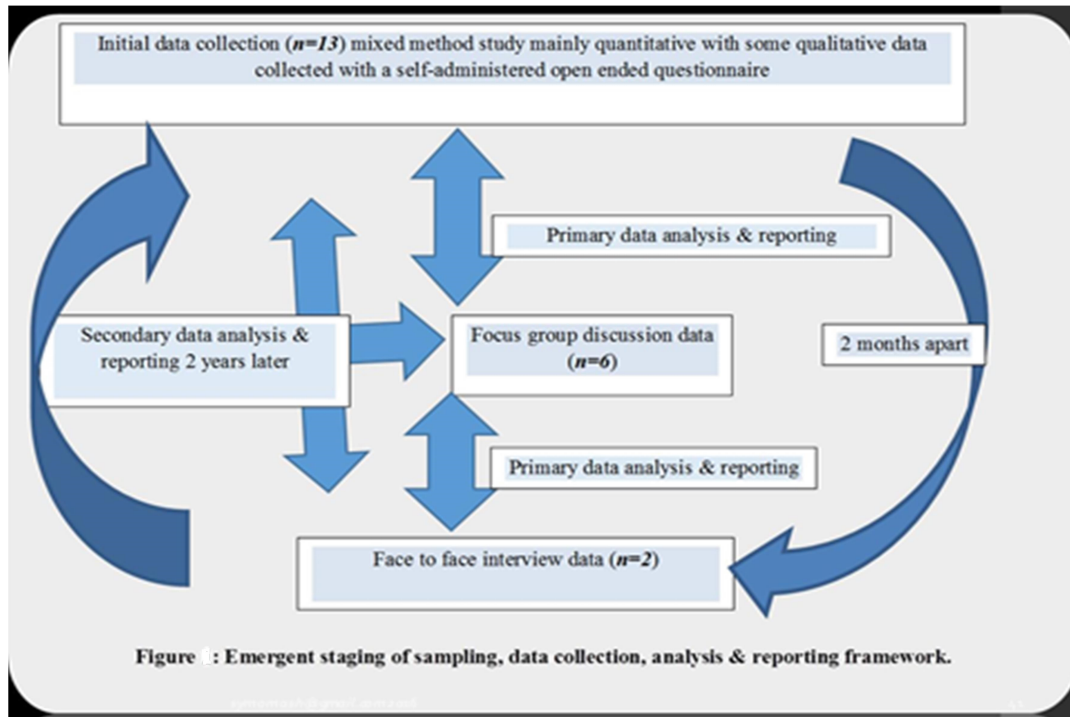 Initial data collection (n=13) mixed method study mainly quantitative with some qualitative data
collected with a self-administered open ended questionnaire
Primary data analysis & reporting
Secondary data analysis &
reporting 2 years later
Focus group discussion data
(n=6)
2 months apart
Primary data analysis & reporting
Face to face interview data (n=2)
Figure : Emergent staging of sampling, data collection, analysis & reporting framework.